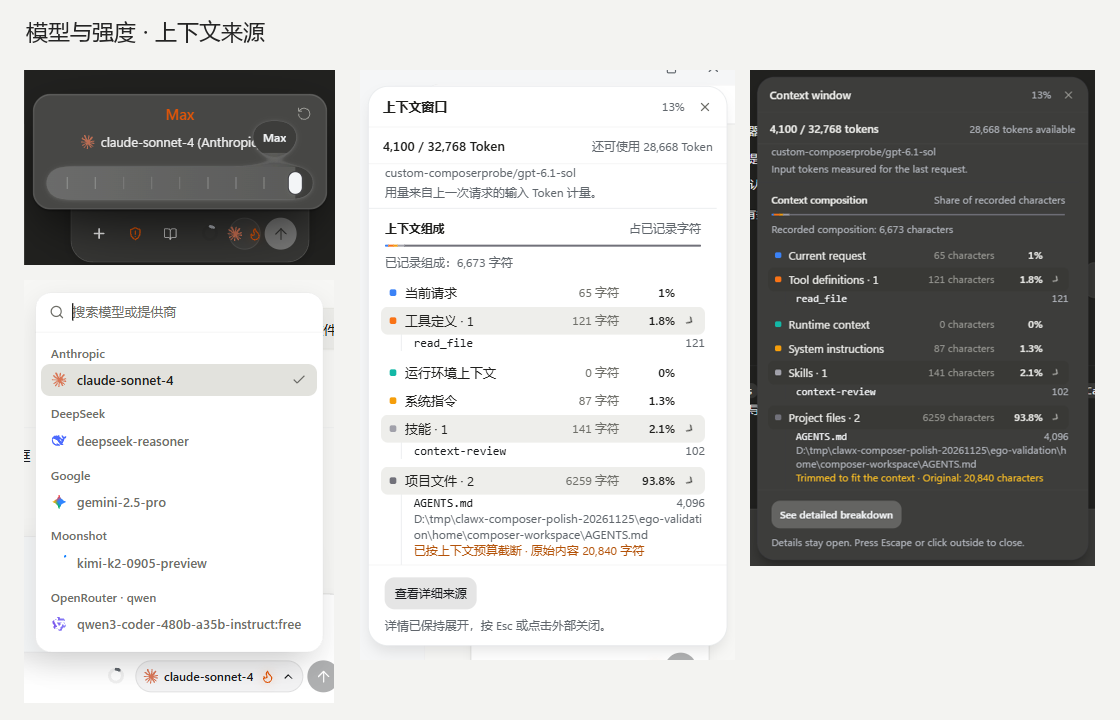 模型与强度 · 上下文来源
Max
claude-sonnet-4 (Anthropic
Max
搜索模型或提供商
Anthropic
claude-sonnet-4
DeepSeek
deepseek-reasoner
Google
gemini-2.5-pro
Moonshot
kimi-k2-0905-preview
OpenRouter · qwen
qwen3-coder-480b-a35b-instruct:free
件
claude-sonnet-4
上下文窗口 13%
4,100 / 32,768 Token 还可使用 28,668 Token
custom-composerprobe/gpt-6.1-sol
用量来自上一次请求的输入 Token 计量。
上下文组成 占已记录字符
已记录组成：6,673 字符
当前请求 65 字符 1%
工具定义 · 1 121 字符 1.8%
read_file 121
运行环境上下文 0 字符 0%
系统指令 87 字符 1.3%
技能 · 1 141 字符 2.1%
context-review 102
项目文件 · 2 6259 字符 93.8%
AGENTS.md 4,096
D:\tmp\clawx-composer-polish-20261125\ego-validati
on\home\composer-workspace\AGENTS.md
已按上下文预算截断 · 原始内容 20,840 字符
查看详细来源
详情已保持展开，按 Esc 或点击外部关闭。
Context window 13%
4,100 / 32,768 tokens 28,668 tokens available
custom-composerprobe/gpt-6.1-sol
Input tokens measured for the last request.
Context composition Share of recorded characters
Recorded composition: 6,673 characters
Current request 65 characters 1%
Tool definitions · 1 121 characters 1.8%
read_file 121
Runtime context 0 characters 0%
System instructions 87 characters 1.3%
Skills · 1 141 characters 2.1%
context-review 102
Project files · 2 6259 characters 93.8%
AGENTS.md 4,096
D:\tmp\clawx-composer-polish-20261125\ego-validation\h
ome\composer-workspace\AGENTS.md
Trimmed to fit the context · Original: 20,840 characters
See detailed breakdown
Details stay open. Press Escape or click outside to close.